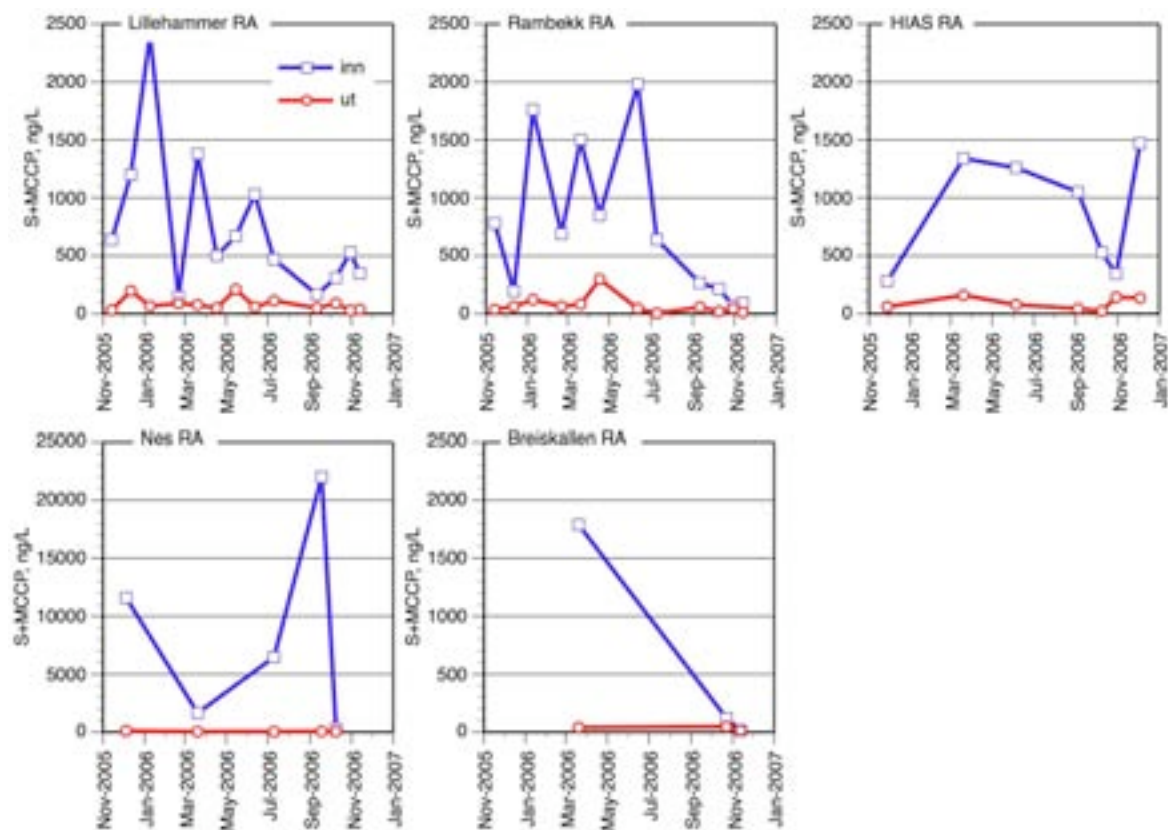 Lillehammer RA
Rambekk RA
HIAS RA
S+MCCP, ng/L
2500
2000
1500
1000
500
0
inn
ut
Nov-2005
Jan-2006
Mar-2006
May-2006
Jul-2006
Sep-2006
Nov-2006
Jan-2007
S+MCCP, ng/L
2500
2000
1500
1000
500
0
Nov-2005
Jan-2006
Mar-2006
May-2006
Jul-2006
Sep-2006
Nov-2006
Jan-2007
S+MCCP, ng/L
2500
2000
1500
1000
500
0
Nov-2005
Jan-2006
Mar-2006
May-2006
Jul-2006
Sep-2006
Nov-2006
Jan-2007
Nes RA
Breiskallen RA
S+MCCP, ng/L
25000
20000
15000
10000
5000
0
Nov-2005
Jan-2006
Mar-2006
May-2006
Jul-2006
Sep-2006
Nov-2006
Jan-2007
S+MCCP, ng/L
2500
2000
1500
1000
500
0
Nov-2005
Jan-2006
Mar-2006
May-2006
Jul-2006
Sep-2006
Nov-2006
Jan-2007